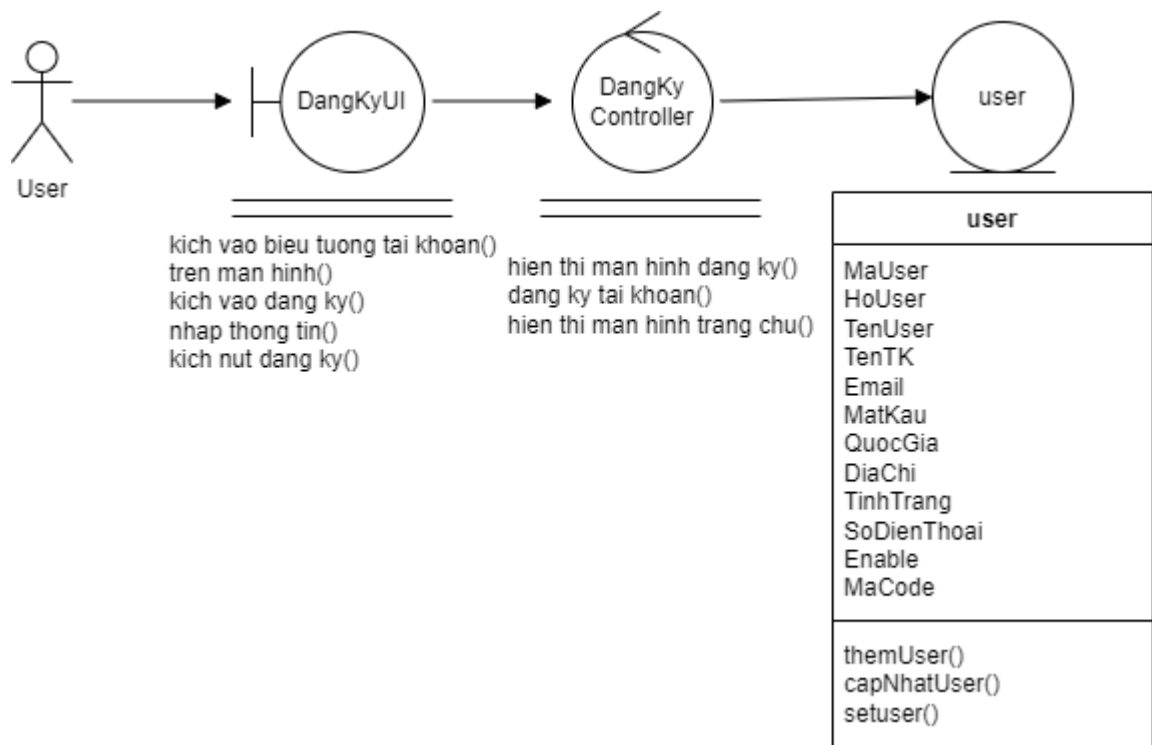 User
DangKyUI
DangKy
Controller
user
kich vao bieu tuong tai khoan()
tren man hinh()
kich vao dang ky()
nhap thong tin()
kich nut dang ky()
hien thi man hinh dang ky()
dang ky tai khoan()
hien thi man hinh trang chu()
user
MaUser
HoUser
TenUser
TenTK
Email
MatKau
QuocGia
DiaChi
TinhTrang
SoDienThoai
Enable
MaCode
themUser()
capNhatUser()
setuser()